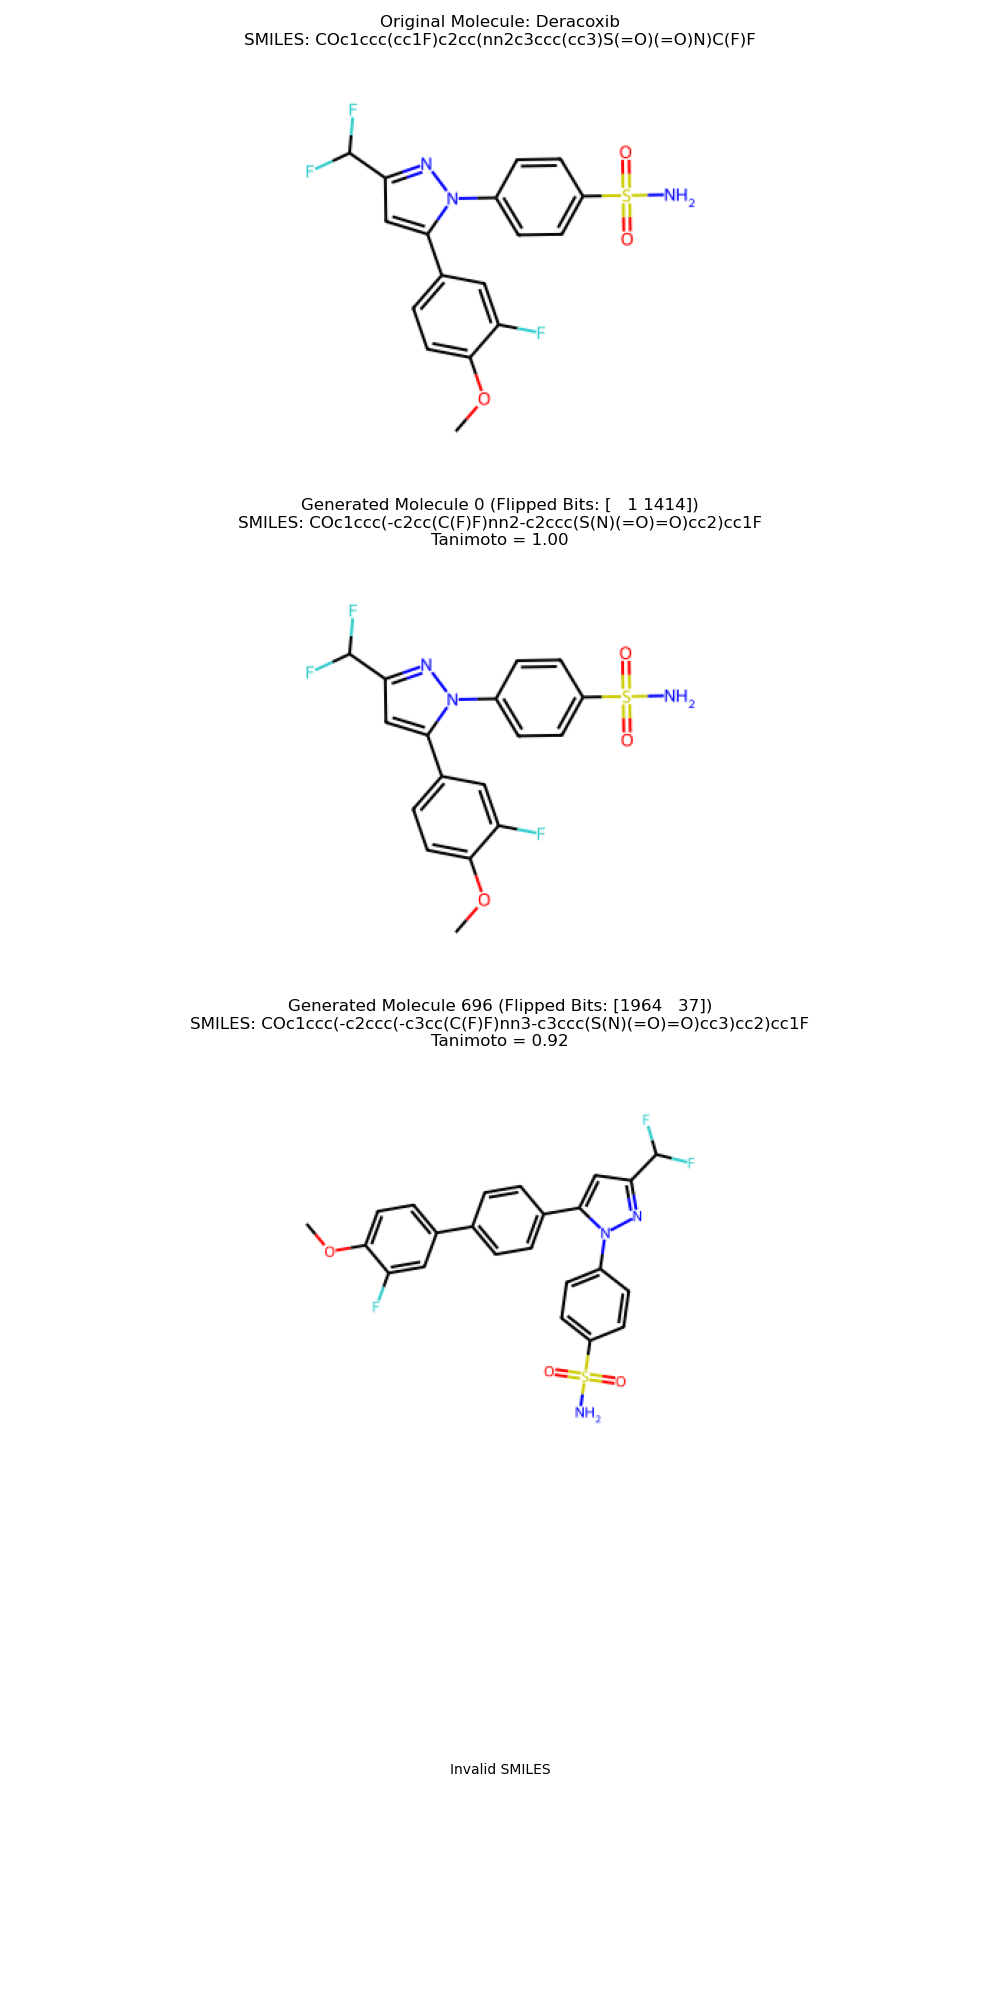 Original Molecule: Deracoxib
SMILES: COc1ccc(cc1F)c2cc(nn2c3ccc(cc3)S(=O)(=O)N)C(F)F
F
F
N
N
O
S
NH2
O
F
O
Generated Molecule 0 (Flipped Bits: [   1 1414])
SMILES: COc1ccc(-c2cc(C(F)F)nn2-c2ccc(S(N)(=O)=O)cc2)cc1F
Tanimoto = 1.00
F
F
N
N
O
S
NH2
O
F
O
Generated Molecule 696 (Flipped Bits: [1964   37])
SMILES: COc1ccc(-c2ccc(-c3cc(C(F)F)nn3-c3ccc(S(N)(=O)=O)cc3)cc2)cc1F
Tanimoto = 0.92
F
F
N
N
O
F
O
S
O
NH2
Invalid SMILES